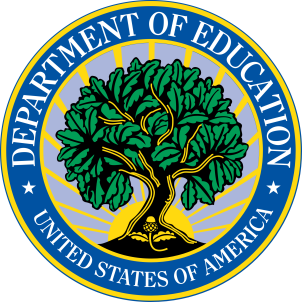 DEPARTMENT OF EDUCATION
UNITED STATES OF AMERICA